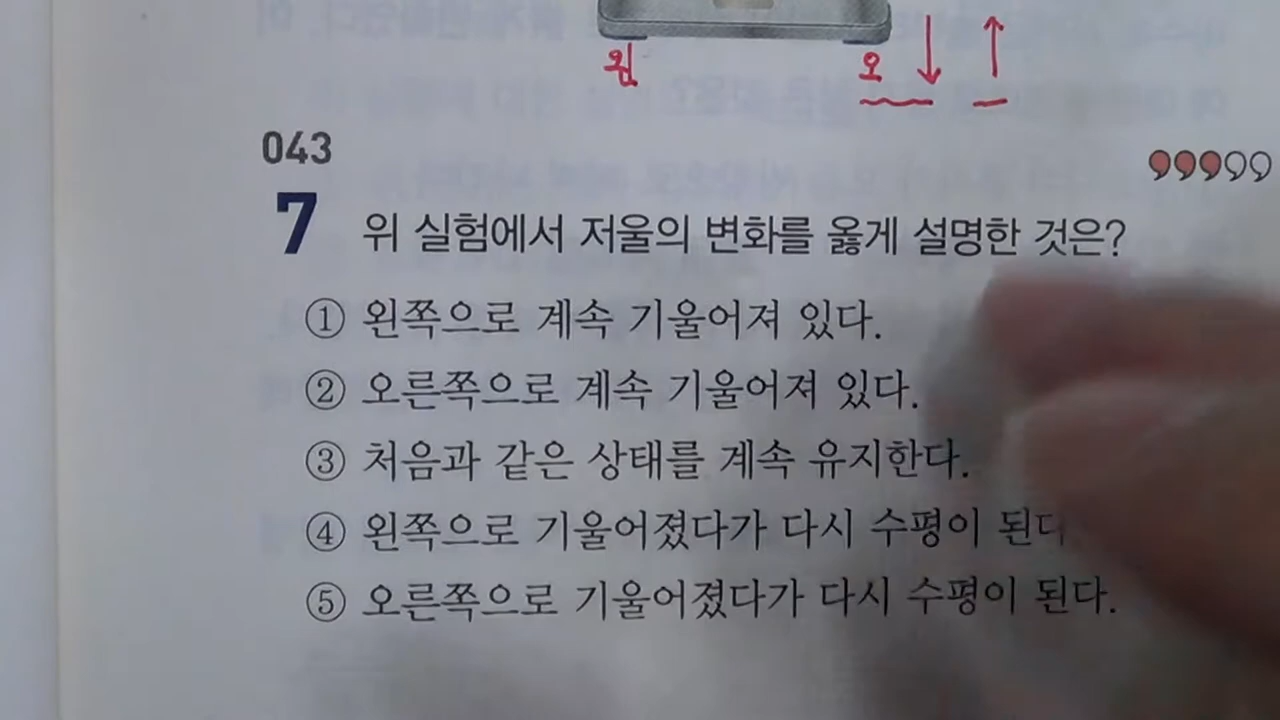 왼 오
043
7 위 실험에서 저울의 변화를 옳게 설명한 것은?
① 왼쪽으로 계속 기울어져 있다.
② 오른쪽으로 계속 기울어져 있다.
③ 처음과 같은 상태를 계속 유지한다.
④ 왼쪽으로 기울어졌다가 다시 수평이 된다
⑤ 오른쪽으로 기울어졌다가 다시 수평이 된다.